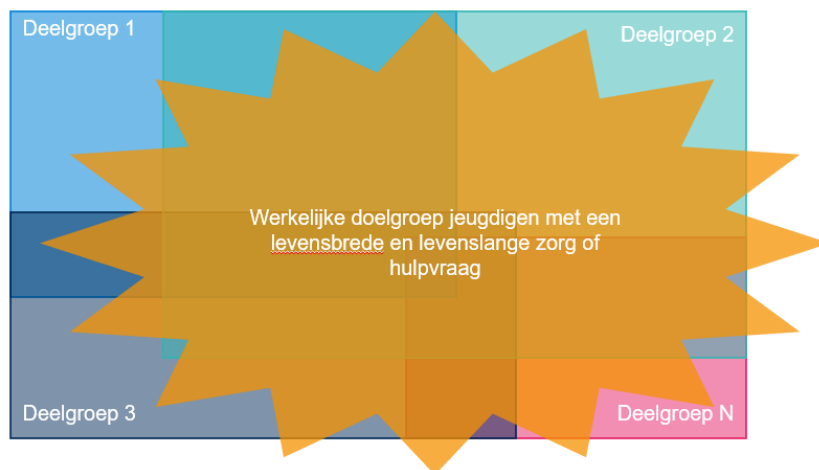 Deelgroep 1
Deelgroep 2
Werkelijke doelgroep jeugdigen met een
levensbrede en levenslange zorg of
hulpvraag
Deelgroep 3
Deelgroep N